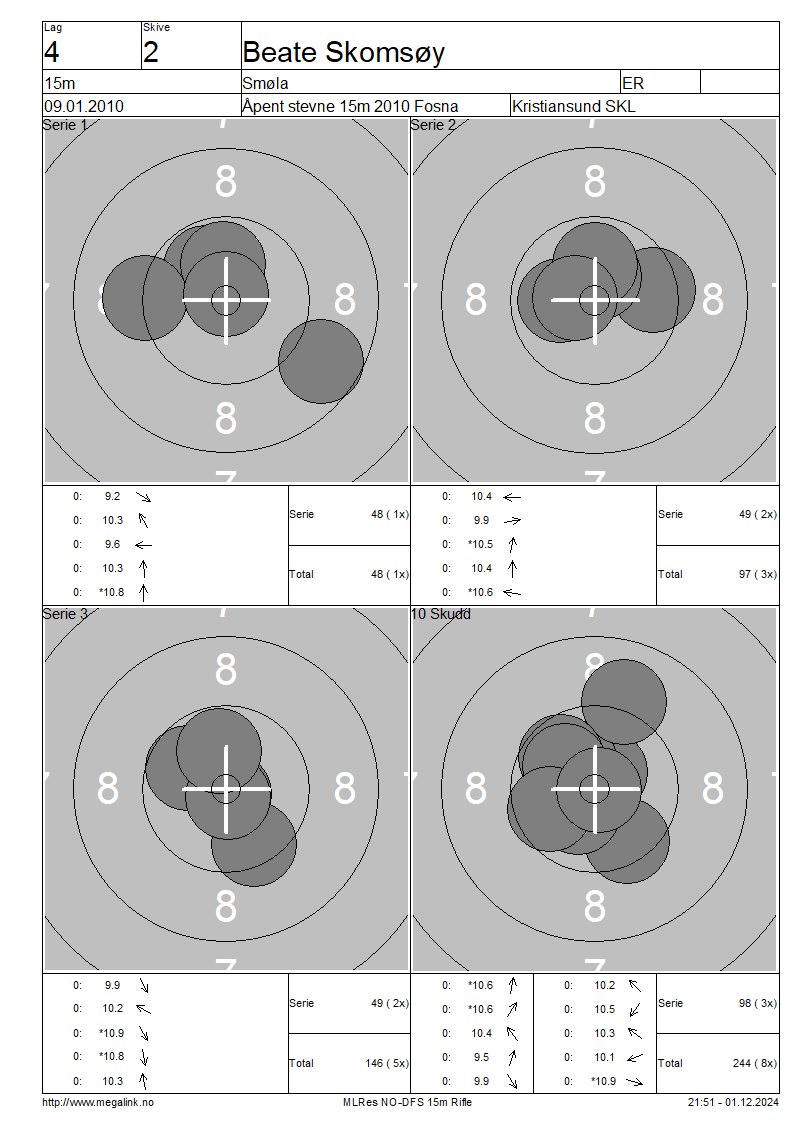 Lag Skive
4 2 Beate Skomsøy
15m Smøla ER
09.01.2010 Åpent stevne 15m 2010 Fosna Kristiansund SKL
Serie 1 Serie 2
7 7
8 8
7 8 8 7 8 8 7
8 8
7 7
0: 9.2 0: 10.4
Serie 48 ( 1x) Serie 49 ( 2x)
0: 10.3 0: 9.9
0: 9.6 0: *10.5
0: 10.3 0: 10.4
Total 48 ( 1x) Total 97 ( 3x)
0: *10.8 0: *10.6
Serie 3 10 Skudd
7 7
8 8
7 8 8 7 8 8 7
8 8
7 7
0: 9.9 0: *10.6 0: 10.2
Serie 49 ( 2x) Serie 98 ( 3x)
0: 10.2 0: *10.6 0: 10.5
0: *10.9 0: 10.4 0: 10.3
0: *10.8 0: 9.5 0: 10.1
Total 146 ( 5x) Total 244 ( 8x)
0: 10.3 0: 9.9 0: *10.9
http://www.megalink.no MLRes NO-DFS 15m Rifle 21:51 - 01.12.2024